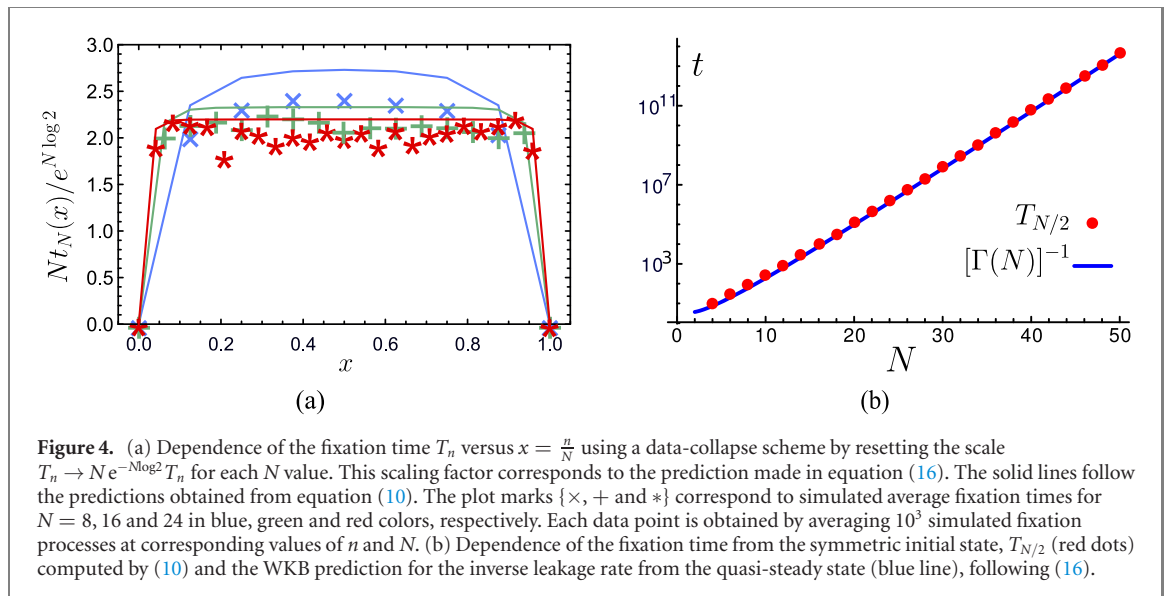 3.0
2.5
2.0
1.5
1.0
0.5
0.0
N t_N(x)/e^{N log 2}
0.0 0.2 0.4 0.6 0.8 1.0
x
(a)
t
10^{11}
10^7
10^3
T_{N/2}
[Γ(N)]^{-1}
0 10 20 30 40 50
N
(b)
Figure 4. (a) Dependence of the fixation time T_n versus x = \frac{n}{N} using a data-collapse scheme by resetting the scale
T_n → N e^{−Nlog2} T_n for each N value. This scaling factor corresponds to the prediction made in equation (16). The solid lines follow
the predictions obtained from equation (10). The plot marks {×, + and *} correspond to simulated average fixation times for
N = 8, 16 and 24 in blue, green and red colors, respectively. Each data point is obtained by averaging 10^3 simulated fixation
processes at corresponding values of n and N. (b) Dependence of the fixation time from the symmetric initial state, T_{N/2} (red dots)
computed by (10) and the WKB prediction for the inverse leakage rate from the quasi-steady state (blue line), following (16).